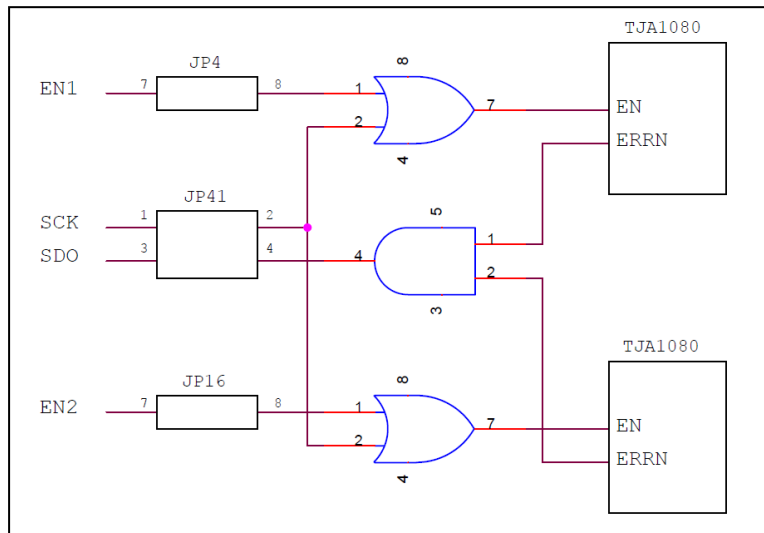 TJA1080
JP4
8
EN1 7 8 1 7 EN
2 ERRN
4
JP41
5
SCK 1 2 1
SDO 3 4 4 2
3
TJA1080
JP16
8
EN2 7 8 1 7 EN
2 ERRN
4